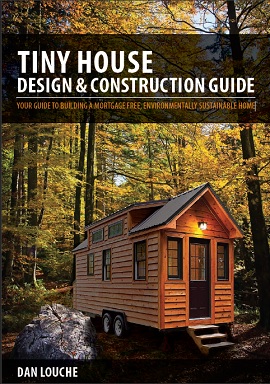 TINY HOUSE
DESIGN & CONSTRUCTION GUIDE
YOUR GUIDE TO BUILDING A MORTGAGE FREE, ENVIRONMENTALLY SUSTAINABLE HOME
DAN LOUCHE